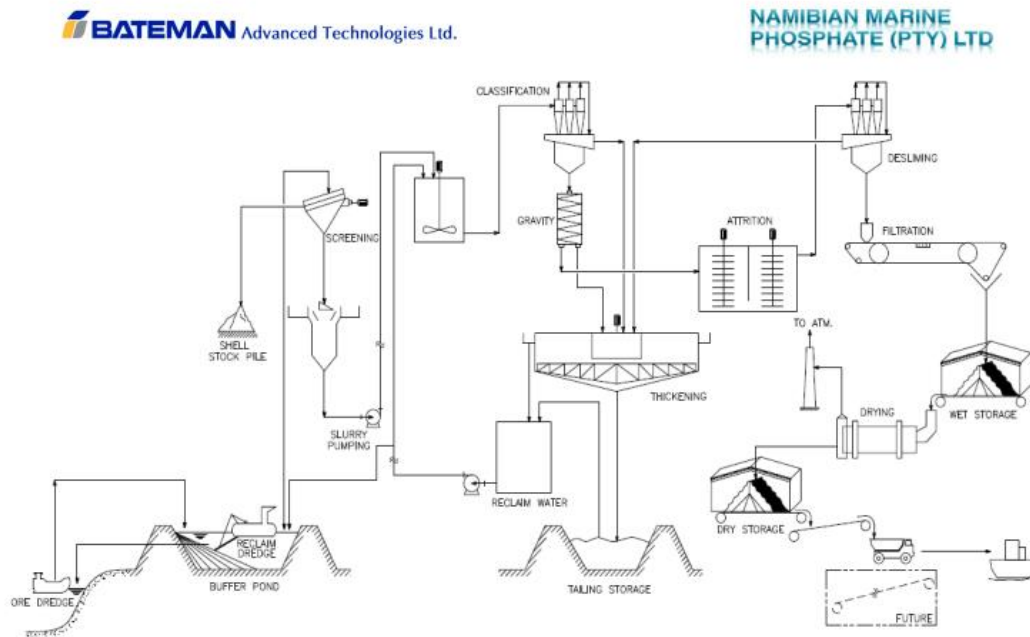 BATEMAN Advanced Technologies Ltd.
NAMIBIAN MARINE
PHOSPHATE (PTY) LTD
CLASSIFICATION
DESLIMING
SCREENING
GRAVITY
ATTRITION
FILTRATION
SHELL
STOCK PILE
TO ATM.
THICKENING
WET STORAGE
DRYING
SLURRY
PUMPING
RECLAIM WATER
DRY STORAGE
RECLAIM
DREDGE
BUFFER POND
TAILING STORAGE
ORE DREDGE
FUTURE